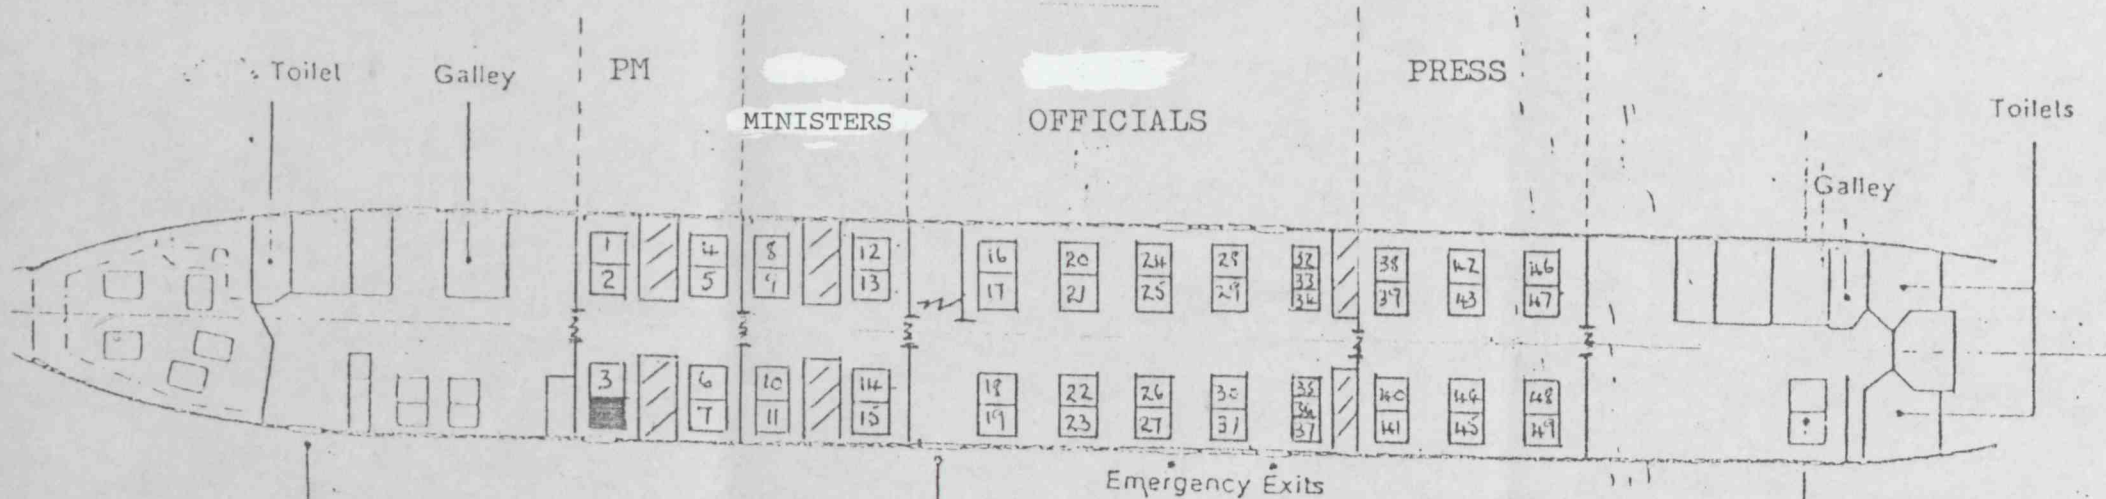 Toilet Galley PM PRESS
MINISTERS OFFICIALS Toilets
Galley
1 4 8 12 16 20 24 28 32 38 42 46
2 5 9 13 17 21 25 29 33 39 43 47
34
3 6 10 14 18 22 26 30 35 40 44 48
36
7 11 15 19 23 27 31 37 41 45 49
Emergency Exits